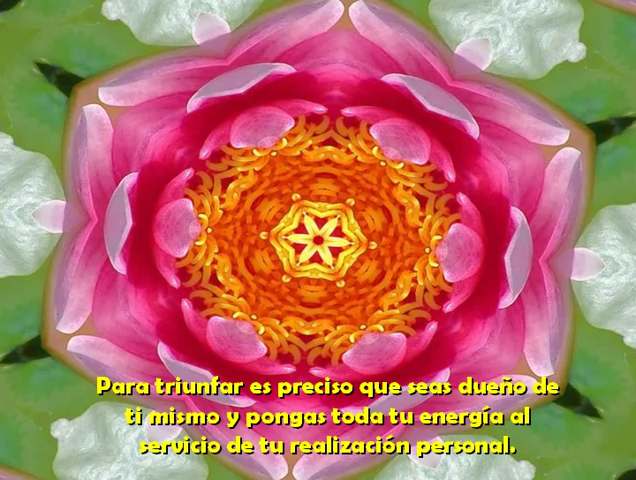 Para triunfar es preciso que seas dueño de
ti mismo y pongas toda tu energía al
servicio de tu realización personal.